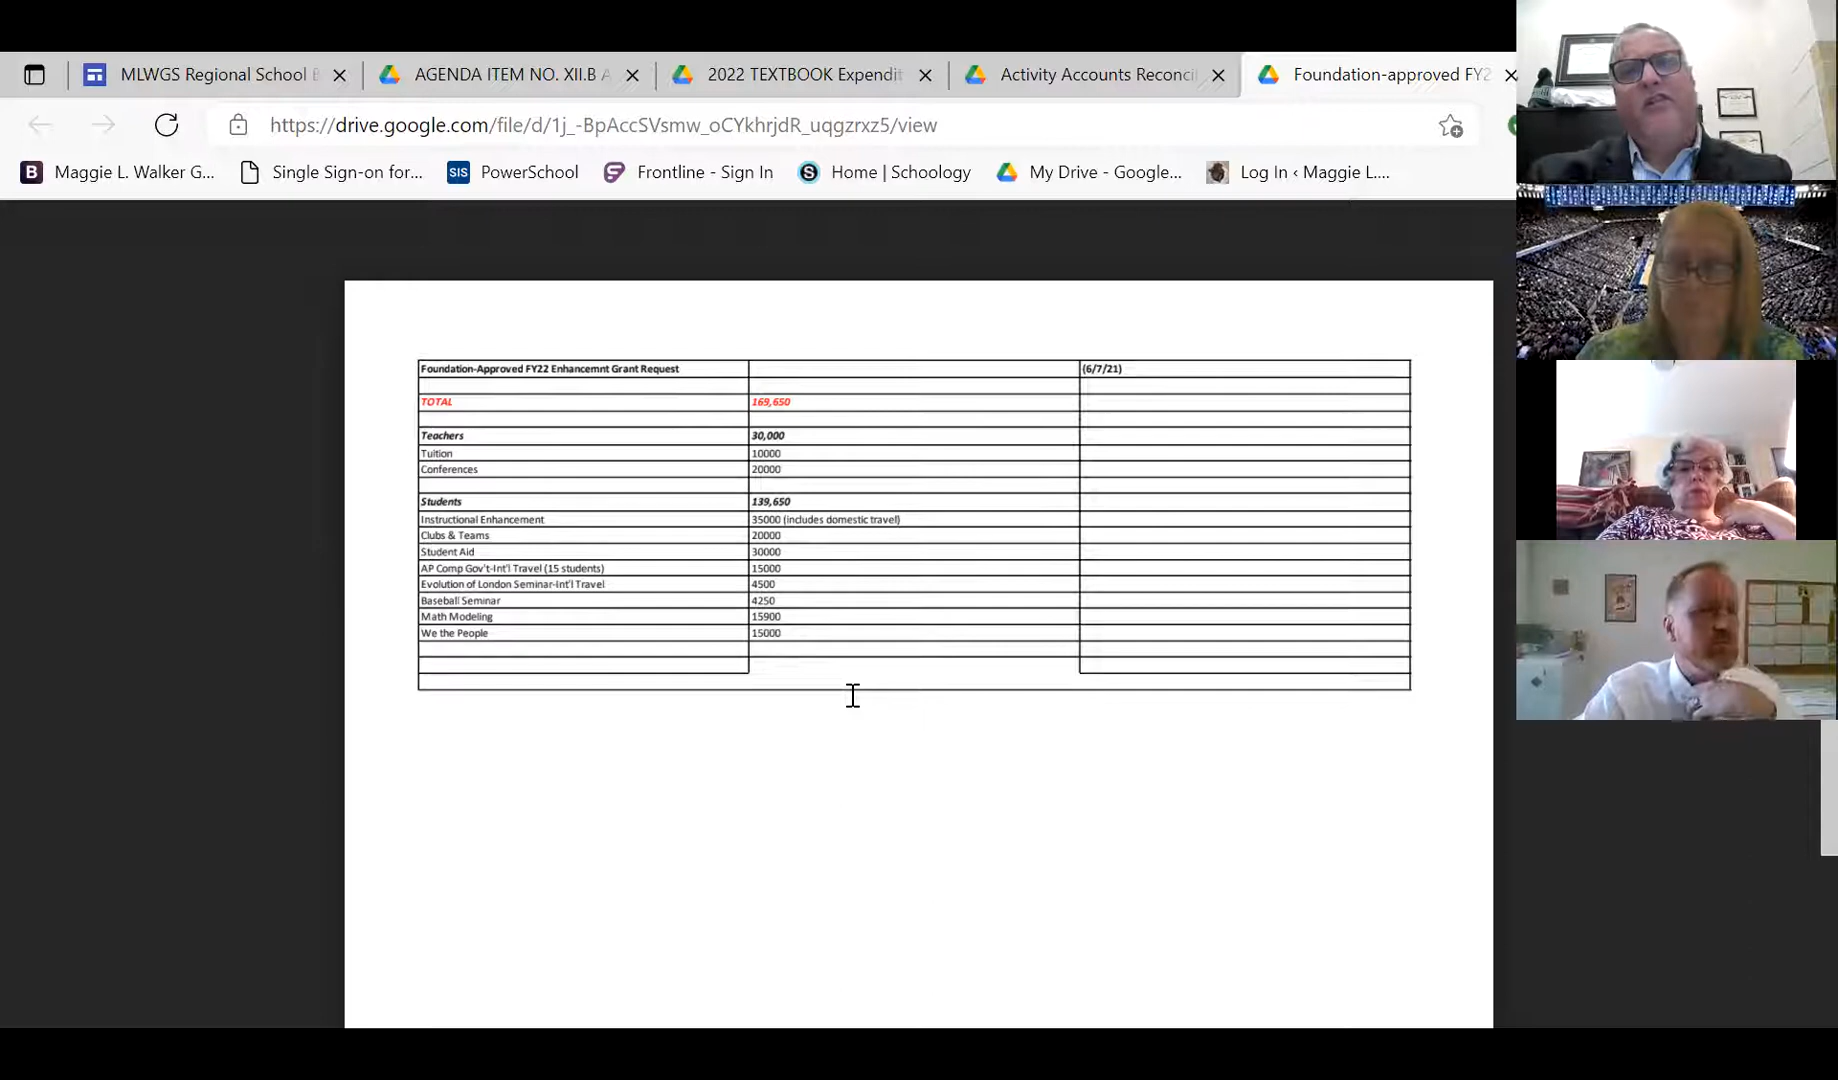 MLWGS Regional School B
AGENDA ITEM NO. XII.B A
2022 TEXTBOOK Expendit
Activity Accounts Reconcil
Foundation-approved FY2
https://drive.google.com/file/d/1j_-BpAccSVsmw_oCYkhrjdR_uqgzrxz5/view
B Maggie L. Walker G...
Single Sign-on for...
SIS PowerSchool
Frontline - Sign In
S Home | Schoology
My Drive - Google...
Log In ‹ Maggie L....
Foundation-Approved FY22 Enhancemnt Grant Request (6/7/21)
TOTAL 169,650
Teachers 30,000
Tuition 10000
Conferences 20000
Students 139,650
Instructional Enhancement 35000 (includes domestic travel)
Clubs & Teams 20000
Student Aid 30000
AP Comp Gov't-Int'l Travel (15 students) 15000
Evolution of London Seminar-Int'l Travel 4500
Baseball Seminar 4250
Math Modeling 15900
We the People 15000